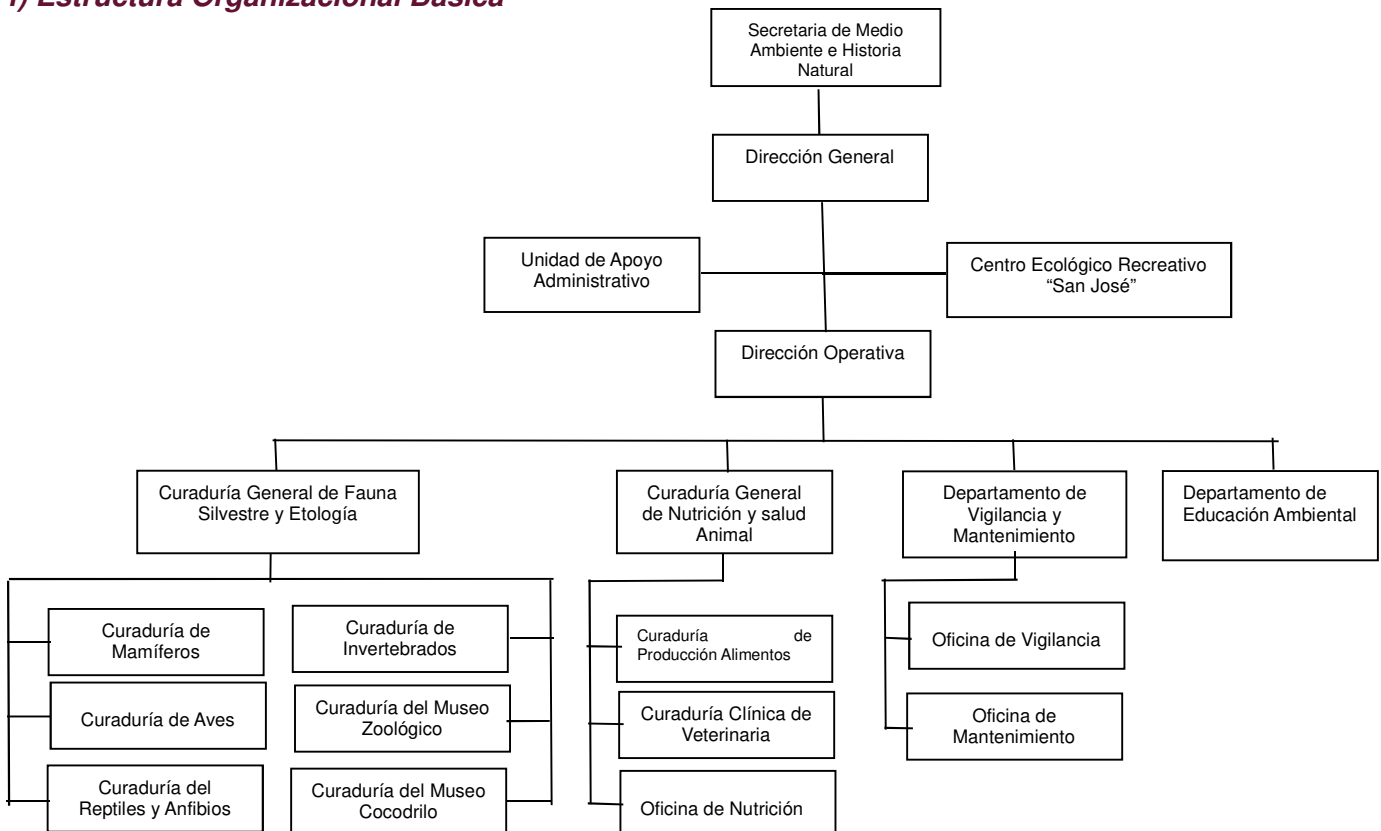 1) Estructura Organizacional Básica
Secretaria de Medio
Ambiente e Historia
Natural
Dirección General
Unidad de Apoyo
Administrativo
Centro Ecológico Recreativo
“San José”
Dirección Operativa
Curaduría General de Fauna
Silvestre y Etología
Curaduría General
de Nutrición y salud
Animal
Departamento de
Vigilancia y
Mantenimiento
Departamento de
Educación Ambiental
Curaduría de
Mamíferos
Curaduría de
Invertebrados
Curaduría de
Producción Alimentos
Oficina de Vigilancia
Curaduría de Aves
Curaduría del Museo
Zoológico
Curaduría Clínica de
Veterinaria
Oficina de
Mantenimiento
Curaduría del
Reptiles y Anfibios
Curaduría del Museo
Cocodrilo
Oficina de Nutrición